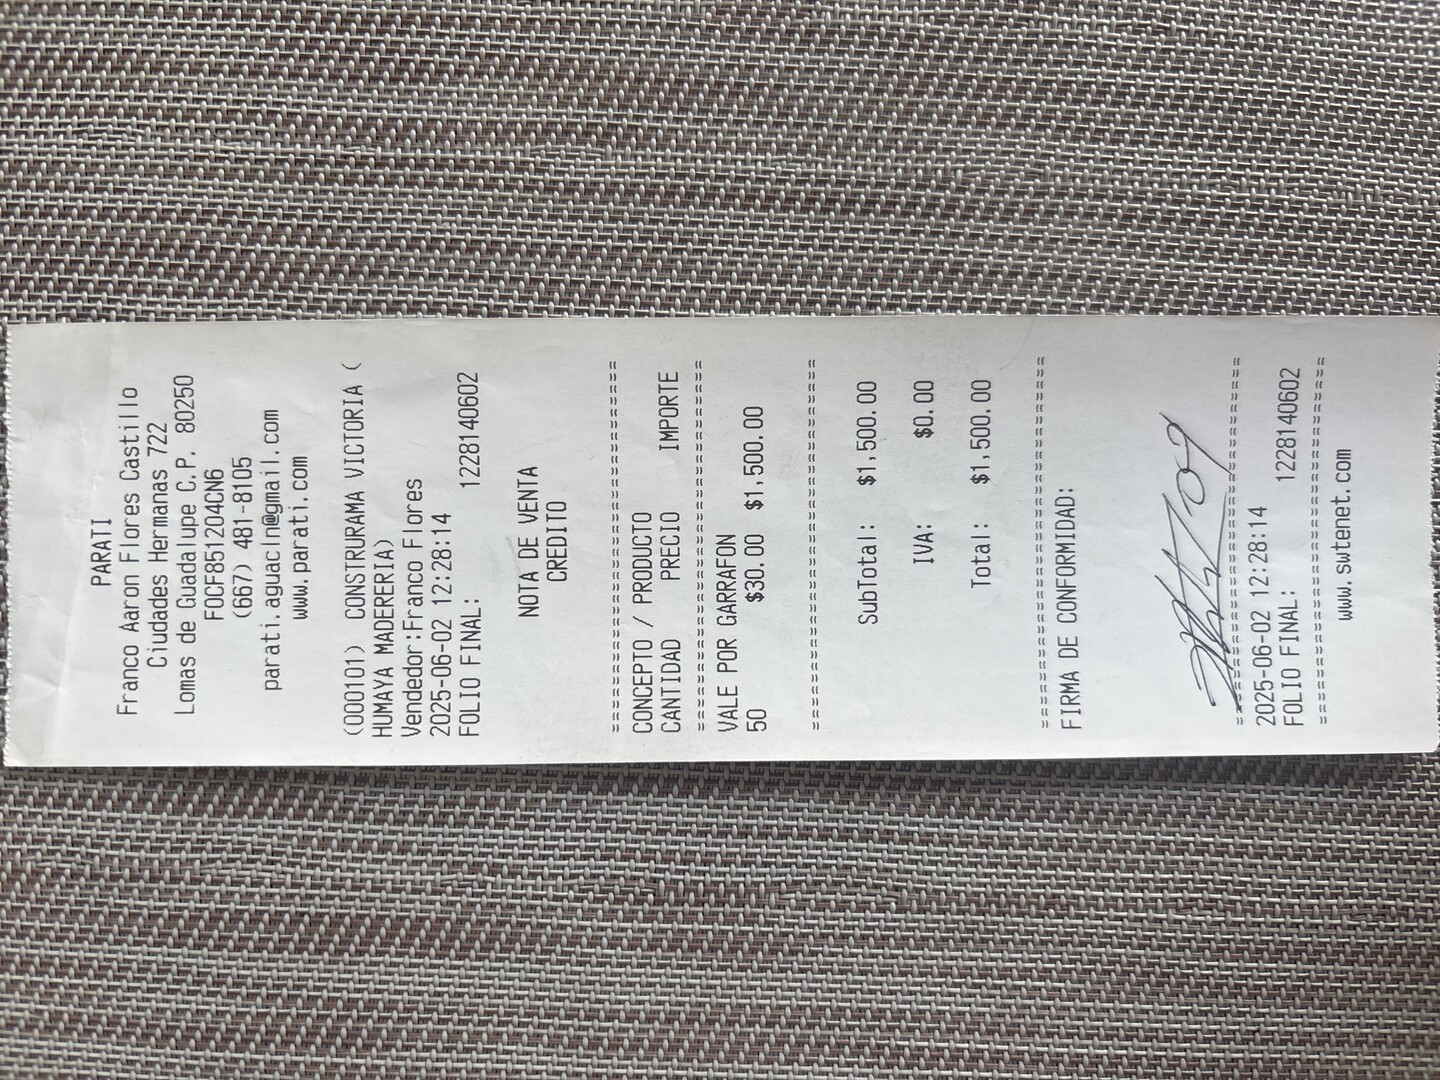 PARATI
Franco Aaron Flores Castillo
Ciudades Hermanas 722
Lomas de Guadalupe C.P. 80250
FOCF851204CN6
(667) 481-8105
parati.aguacln@gmail.com
www.parati.com
(000101) CONSTRURAMA VICTORIA (
HUMAYA MADERERIA)
Vendedor:Franco Flores
2025-06-02 12:28:14
FOLIO FINAL: 1228140602
NOTA DE VENTA
CREDITO
CONCEPTO / PRODUCTO
CANTIDAD PRECIO IMPORTE
VALE POR GARRAFON
50 $30.00 $1,500.00
SubTotal: $1,500.00
IVA: $0.00
Total: $1,500.00
FIRMA DE CONFORMIDAD:
2025-06-02 12:28:14
FOLIO FINAL: 1228140602
www.swtenet.com